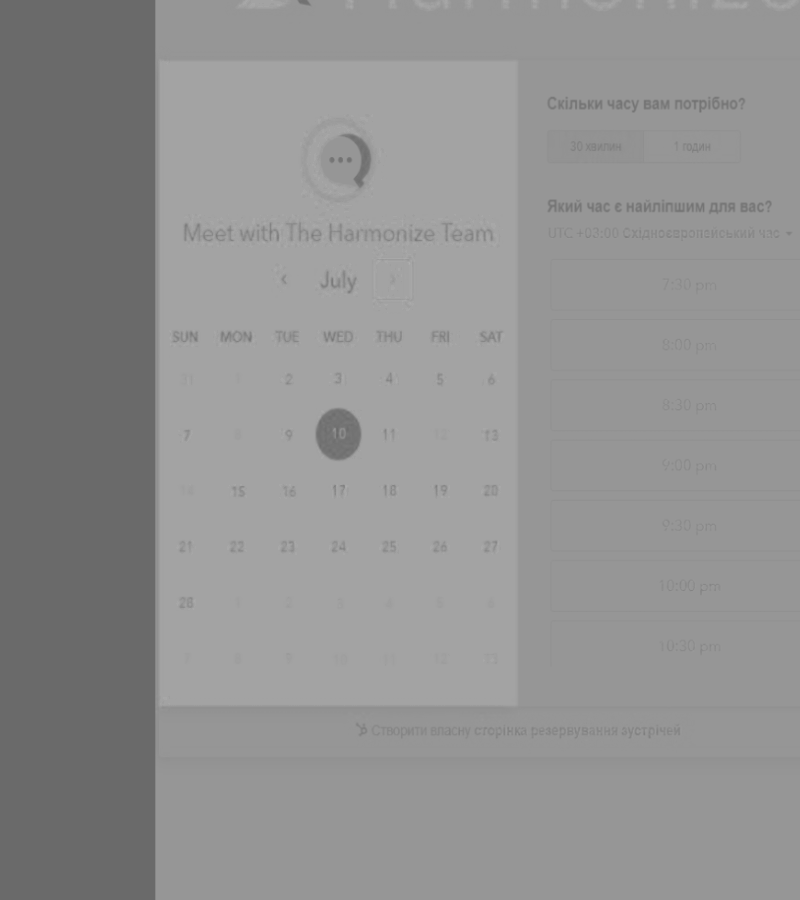 Harmonize
Meet with The Harmonize Team
July
SUN MON TUE WED THU FRI SAT
31 1 2 3 4 5 6
7 8 9 10 11 12 13
14 15 16 17 18 19 20
21 22 23 24 25 26 27
28 1 2 3 4 5 6
7 8 9 10 11 12 13
Скільки часу вам потрібно?
30 хвилин 1 годин
Який час є найліпшим для вас?
UTC +03:00 Східноєвропейський час
7:30 pm
8:00 pm
8:30 pm
9:00 pm
9:30 pm
10:00 pm
10:30 pm
Створити власну сторінка резервування зустрічей